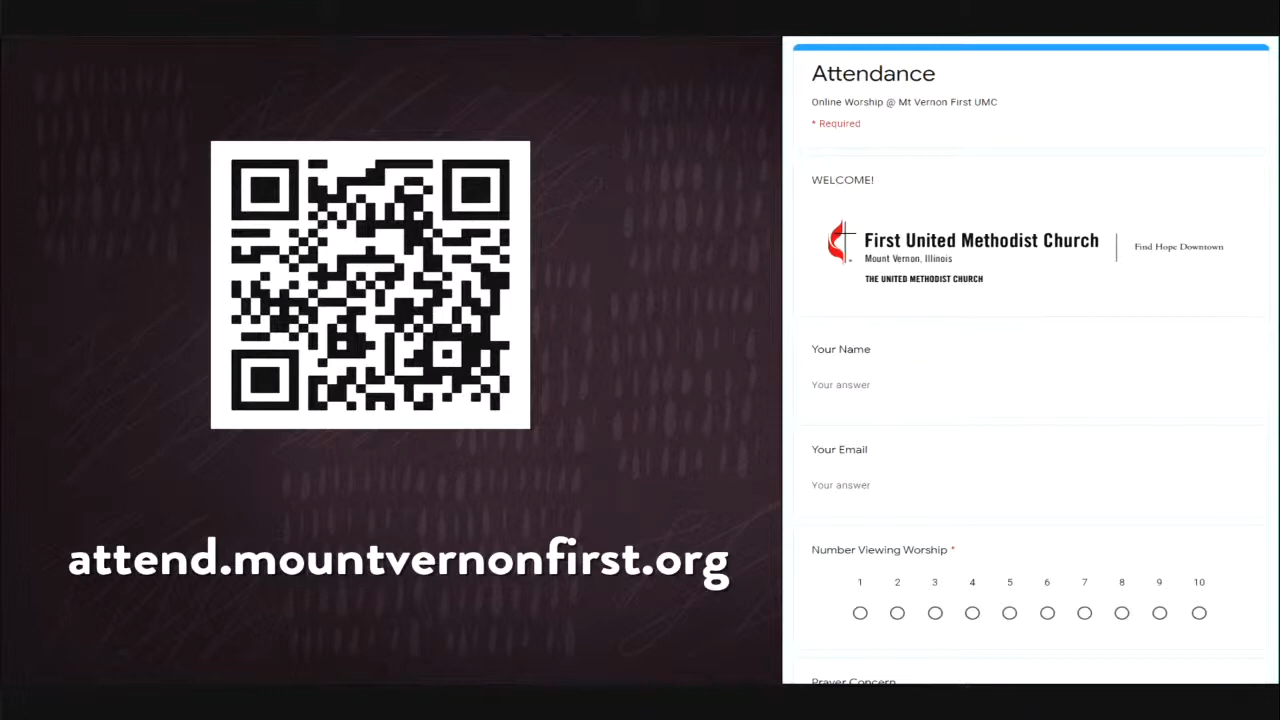 attend.mountvernonfirst.org
Attendance
Online Worship @ Mt Vernon First UMC
* Required
WELCOME!
First United Methodist Church
Mount Vernon, Illinois
THE UNITED METHODIST CHURCH
Find Hope Downtown
Your Name
Your answer
Your Email
Your answer
Number Viewing Worship *
1 2 3 4 5 6 7 8 9 10
Prayer Concern